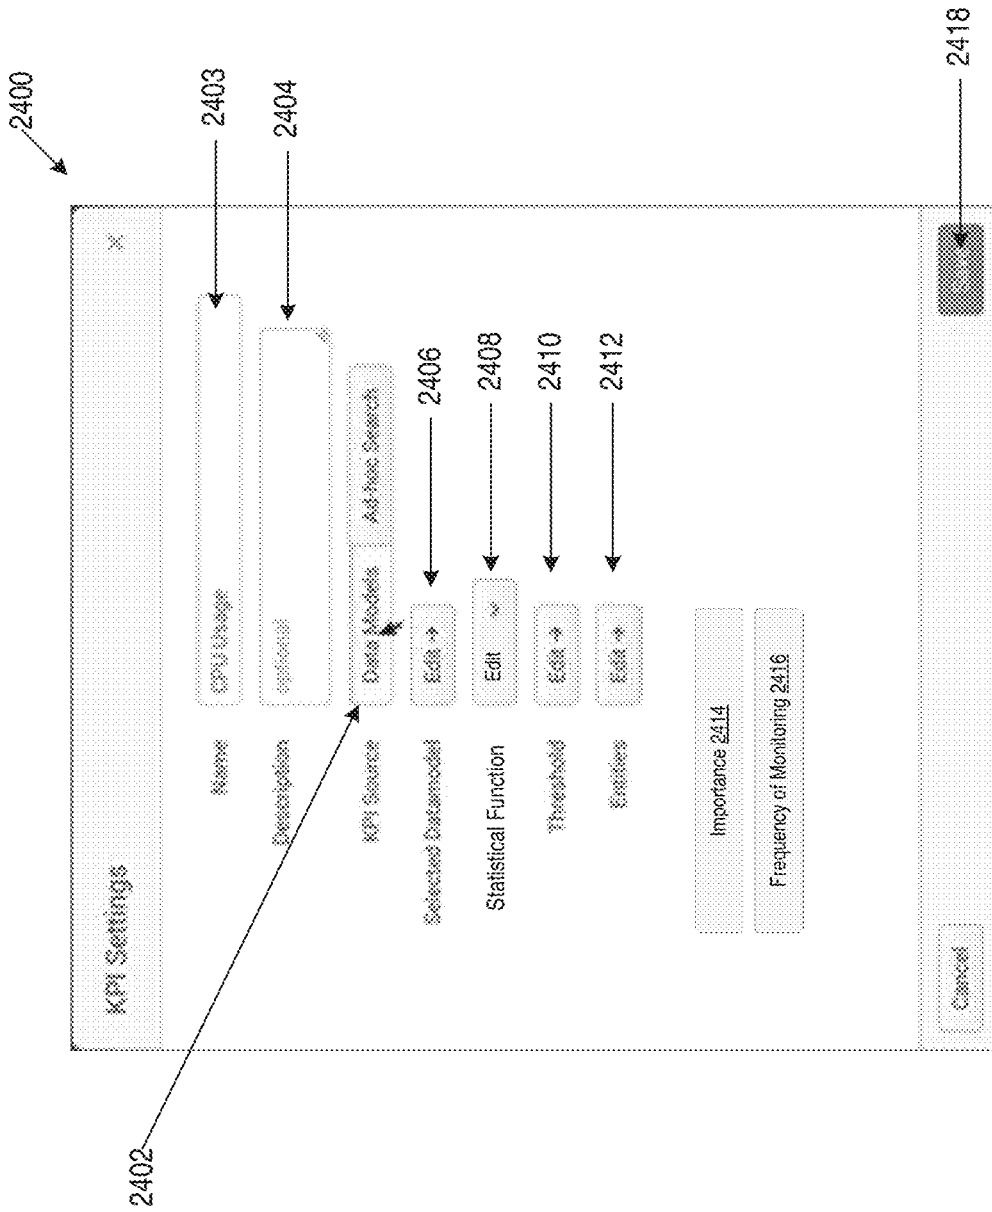 2400
KPI Settings
X
Name
CPU Usage
2403
Description
optional
2404
2402
KPI Source
Data Models
Ad-hoc Search
Selected Datamodel
Edit →
2406
Statistical Function
Edit
2408
Threshold
Edit →
2410
Entities
Edit →
2412
Importance 2414
Frequency of Monitoring 2416
Cancel
2418